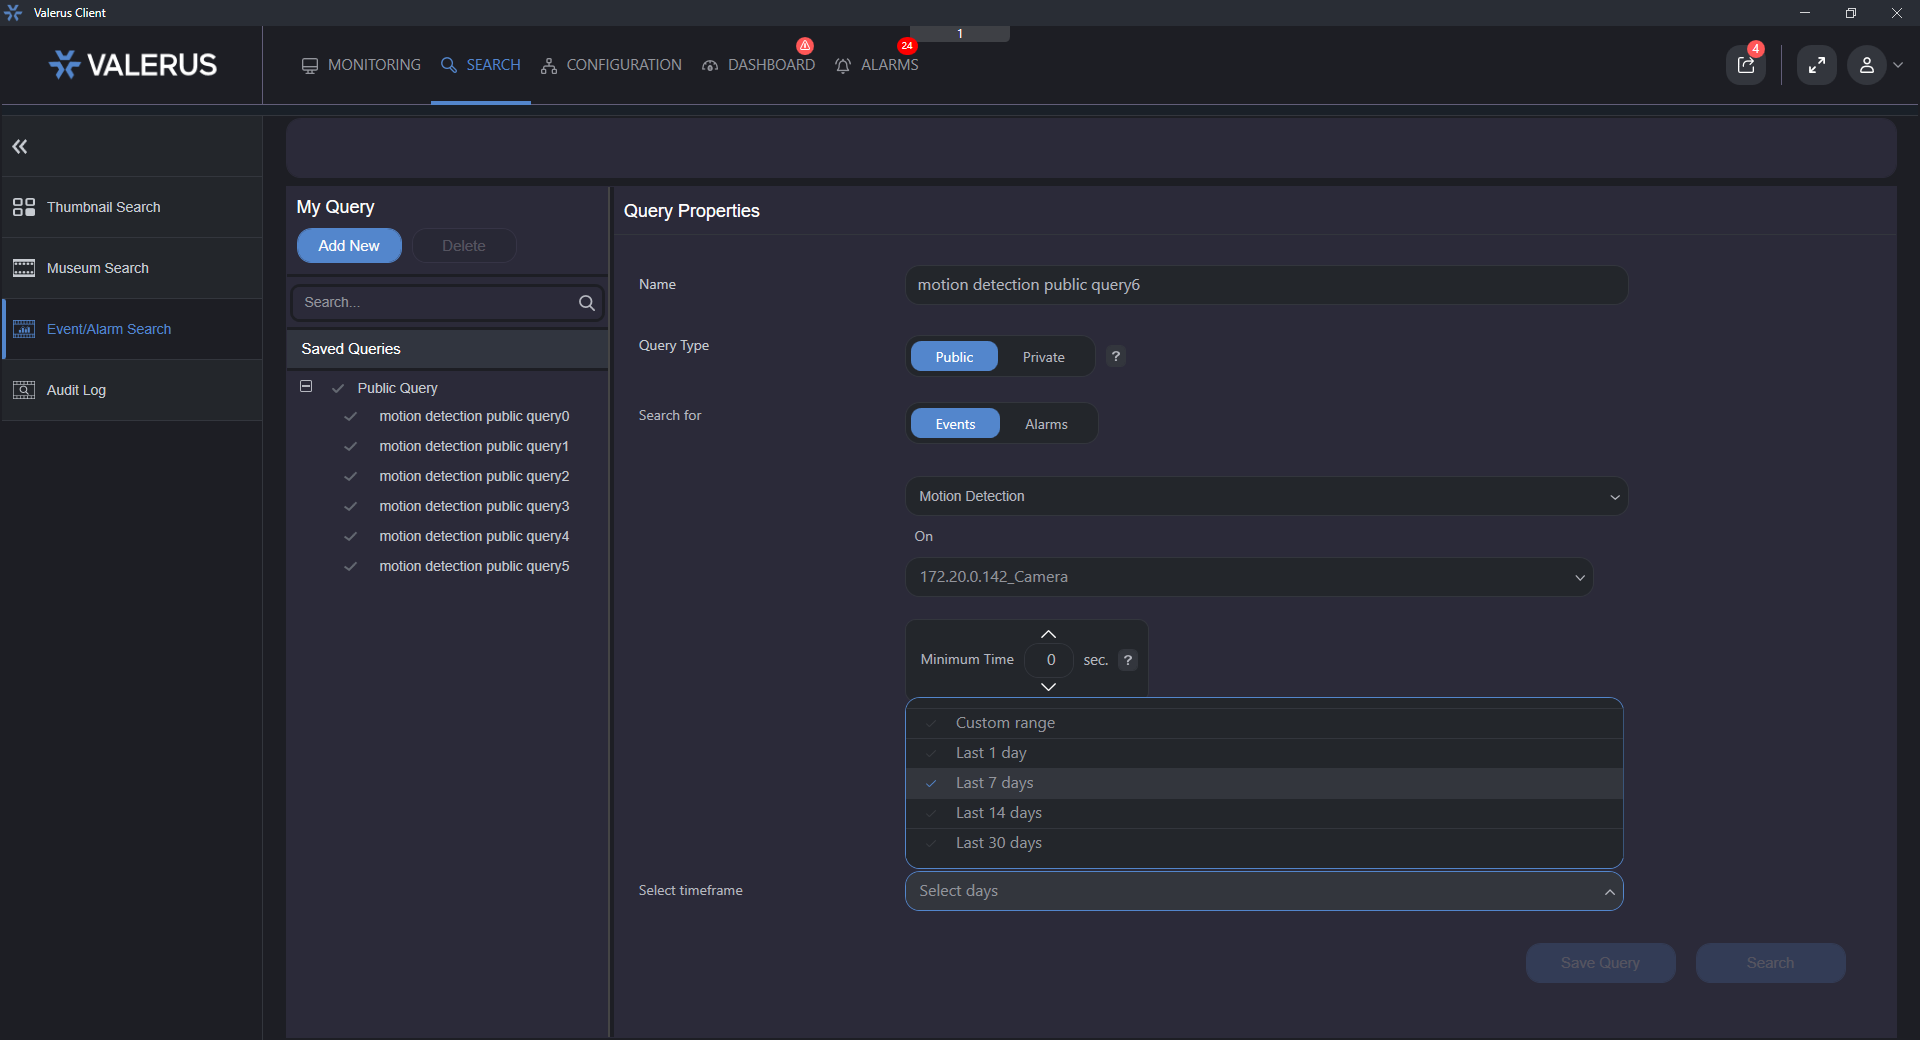 Valerus Client
1
VALERUS
MONITORING
SEARCH
CONFIGURATION
DASHBOARD
24
ALARMS
4
Thumbnail Search
Museum Search
Event/Alarm Search
Audit Log
My Query
Add New
Delete
Search...
Saved Queries
Public Query
motion detection public query0
motion detection public query1
motion detection public query2
motion detection public query3
motion detection public query4
motion detection public query5
Query Properties
Name
motion detection public query6
Query Type
Public
Private
?
Search for
Events
Alarms
Motion Detection
On
172.20.0.142_Camera
Minimum Time
0
sec.
?
Custom range
Last 1 day
Last 7 days
Last 14 days
Last 30 days
Select timeframe
Select days
Save Query
Search